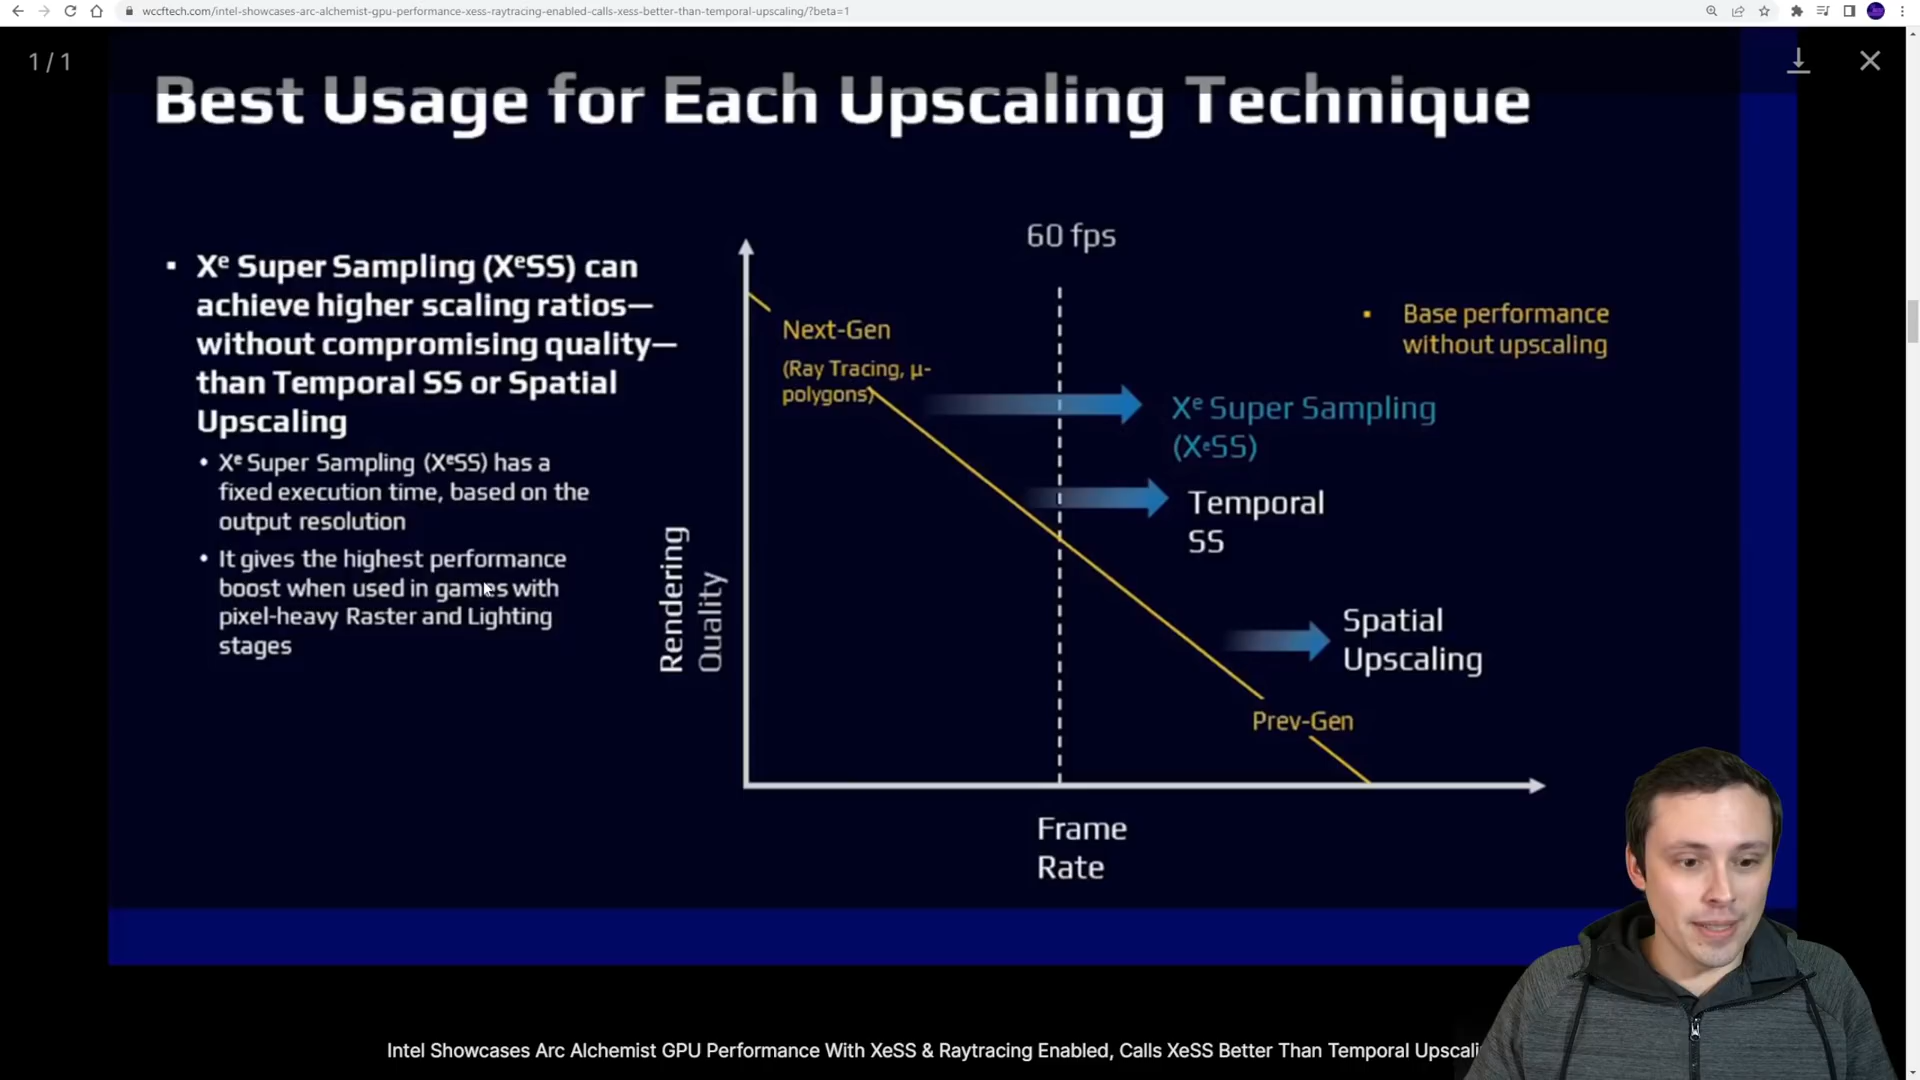 wccftech.com/intel-showcases-arc-alchemist-gpu-performance-xess-raytracing-enabled-calls-xess-better-than-temporal-upscaling/?beta=1
1 / 1
Best Usage for Each Upscaling Technique
▪ Xᵉ Super Sampling (XᵉSS) can
achieve higher scaling ratios—
without compromising quality—
than Temporal SS or Spatial
Upscaling
• Xᵉ Super Sampling (XᵉSS) has a
fixed execution time, based on the
output resolution
• It gives the highest performance
boost when used in games with
pixel-heavy Raster and Lighting
stages
Rendering
Quality
60 fps
Next-Gen
(Ray Tracing, μ-
polygons)
▪ Base performance
without upscaling
Xᵉ Super Sampling
(XᵉSS)
Temporal
SS
Spatial
Upscaling
Prev-Gen
Frame
Rate
Intel Showcases Arc Alchemist GPU Performance With XeSS & Raytracing Enabled, Calls XeSS Better Than Temporal Upscali